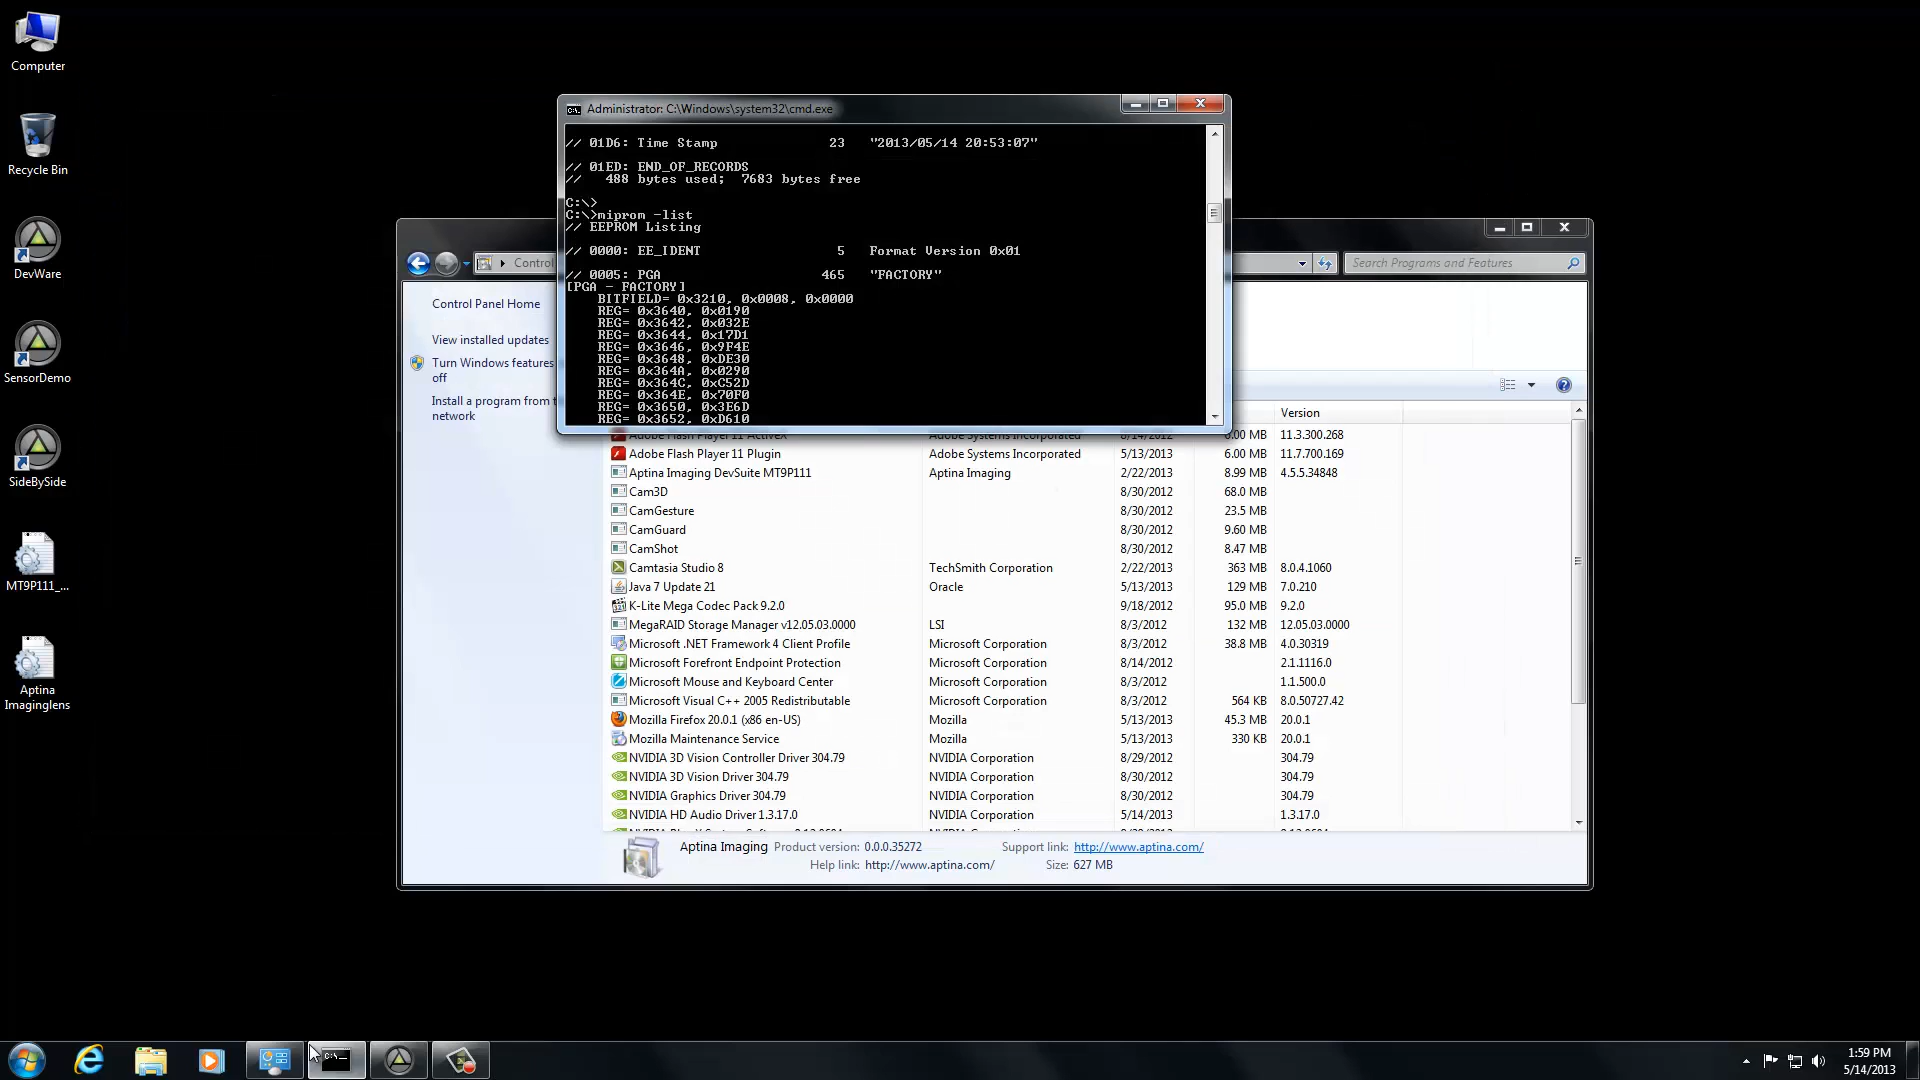 Computer
Recycle Bin
DevWare
SensorDemo
SideBySide
MT9P111_...
Aptina
Imaginglens
Administrator: C:\Windows\system32\cmd.exe
// 01D6: Time Stamp 23 "2013/05/14 20:53:07"
// 01ED: END_OF_RECORDS
// 488 bytes used; 7683 bytes free
C:\>
C:\>miprom -list
// EEPROM Listing
// 0000: EE_IDENT 5 Format Version 0x01
// 0005: PGA 465 "FACTORY"
[PGA - FACTORY]
BITFIELD= 0x3210, 0x0008, 0x0000
REG= 0x3640, 0x0190
REG= 0x3642, 0x032E
REG= 0x3644, 0x17D1
REG= 0x3646, 0x9F4E
REG= 0x3648, 0xDE30
REG= 0x364A, 0x0290
REG= 0x364C, 0xC52D
REG= 0x364E, 0x70F0
REG= 0x3650, 0x3E6D
REG= 0x3652, 0xD610
Control
Search Programs and Features
Control Panel Home
View installed updates
Turn Windows features
off
Install a program from t
network
Version
Adobe Flash Player 11 ActiveX Adobe Systems Incorporated 8/14/2012 6.00 MB 11.3.300.268
Adobe Flash Player 11 Plugin Adobe Systems Incorporated 5/13/2013 6.00 MB 11.7.700.169
Aptina Imaging DevSuite MT9P111 Aptina Imaging 2/22/2013 8.99 MB 4.5.5.34848
Cam3D 8/30/2012 68.0 MB
CamGesture 8/30/2012 23.5 MB
CamGuard 8/30/2012 9.60 MB
CamShot 8/30/2012 8.47 MB
Camtasia Studio 8 TechSmith Corporation 2/22/2013 363 MB 8.0.4.1060
Java 7 Update 21 Oracle 5/13/2013 129 MB 7.0.210
K-Lite Mega Codec Pack 9.2.0 9/18/2012 95.0 MB 9.2.0
MegaRAID Storage Manager v12.05.03.0000 LSI 8/3/2012 132 MB 12.05.03.0000
Microsoft .NET Framework 4 Client Profile Microsoft Corporation 8/3/2012 38.8 MB 4.0.30319
Microsoft Forefront Endpoint Protection Microsoft Corporation 8/14/2012 2.1.1116.0
Microsoft Mouse and Keyboard Center Microsoft Corporation 8/3/2012 1.1.500.0
Microsoft Visual C++ 2005 Redistributable Microsoft Corporation 8/3/2012 564 KB 8.0.50727.42
Mozilla Firefox 20.0.1 (x86 en-US) Mozilla 5/13/2013 45.3 MB 20.0.1
Mozilla Maintenance Service Mozilla 5/13/2013 330 KB 20.0.1
NVIDIA 3D Vision Controller Driver 304.79 NVIDIA Corporation 8/29/2012 304.79
NVIDIA 3D Vision Driver 304.79 NVIDIA Corporation 8/30/2012 304.79
NVIDIA Graphics Driver 304.79 NVIDIA Corporation 8/30/2012 304.79
NVIDIA HD Audio Driver 1.3.17.0 NVIDIA Corporation 5/14/2013 1.3.17.0
Aptina Imaging Product version: 0.0.0.35272 Support link: http://www.aptina.com/
Help link: http://www.aptina.com/ Size: 627 MB
1:59 PM
5/14/2013